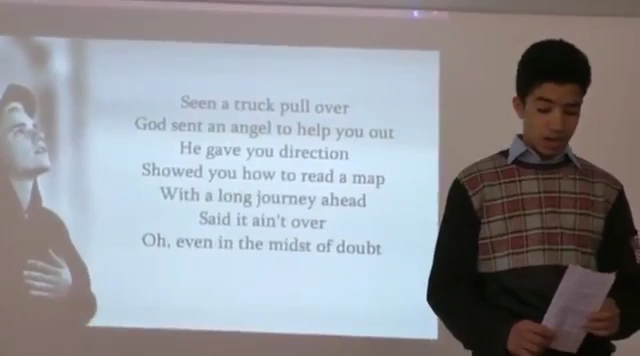 Seen a truck pull over
God sent an angel to help you out
He gave you direction
Showed you how to read a map
With a long journey ahead
Said it ain't over
Oh, even in the midst of doubt